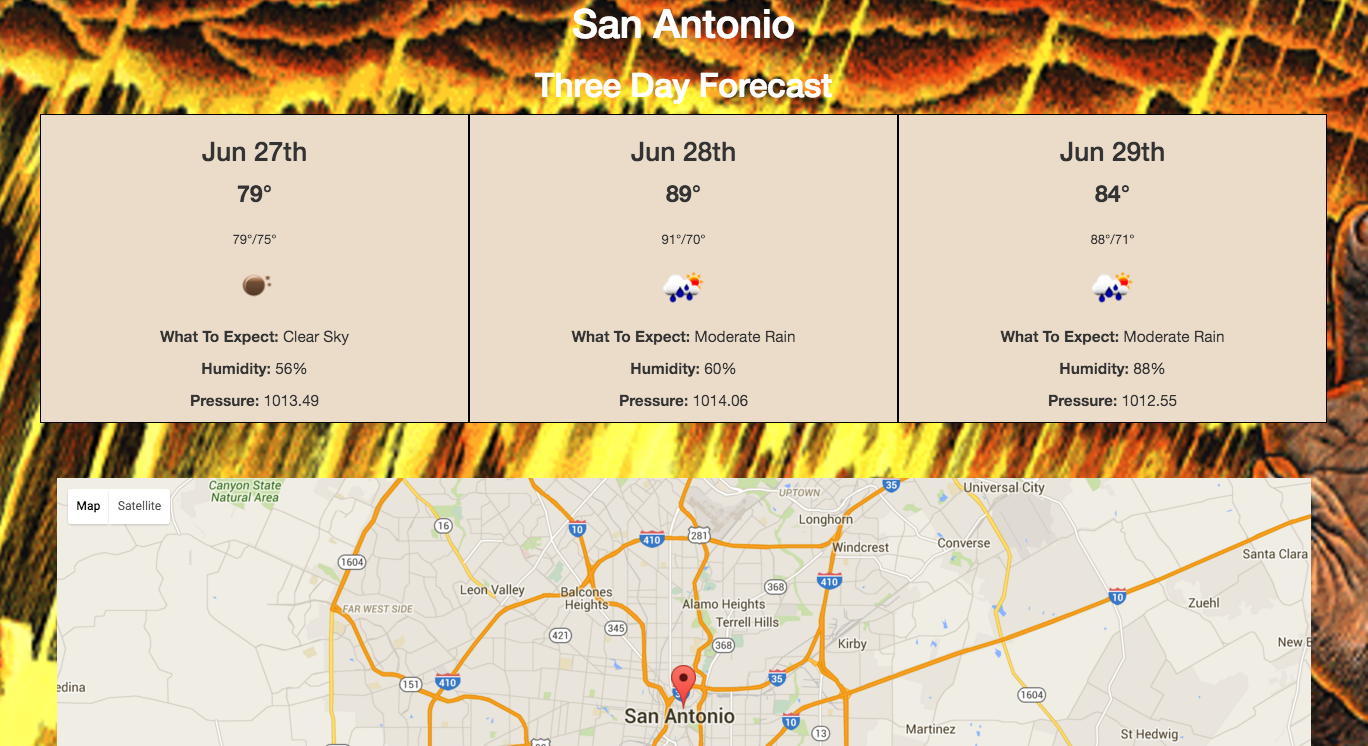 San Antonio
Three Day Forecast
Jun 27th
79°
79°/75°
What To Expect: Clear Sky
Humidity: 56%
Pressure: 1013.49
Jun 28th
89°
91°/70°
What To Expect: Moderate Rain
Humidity: 60%
Pressure: 1014.06
Jun 29th
84°
88°/71°
What To Expect: Moderate Rain
Humidity: 88%
Pressure: 1012.55
Map
Satellite
Canyon State
Natural Area
UPTOWN
35
Universal City
16
10
410
281
Longhorn
Windcrest
Converse
Santa Clara
1604
Leon Valley
Balcones
Heights
368
410
10
FAR WEST SIDE
Alamo Heights
Zuehl
Terrell Hills
421
345
368
Kirby
New B
151
410
35
edina
1604
San Antonio
10
13
Martinez
St Hedwig